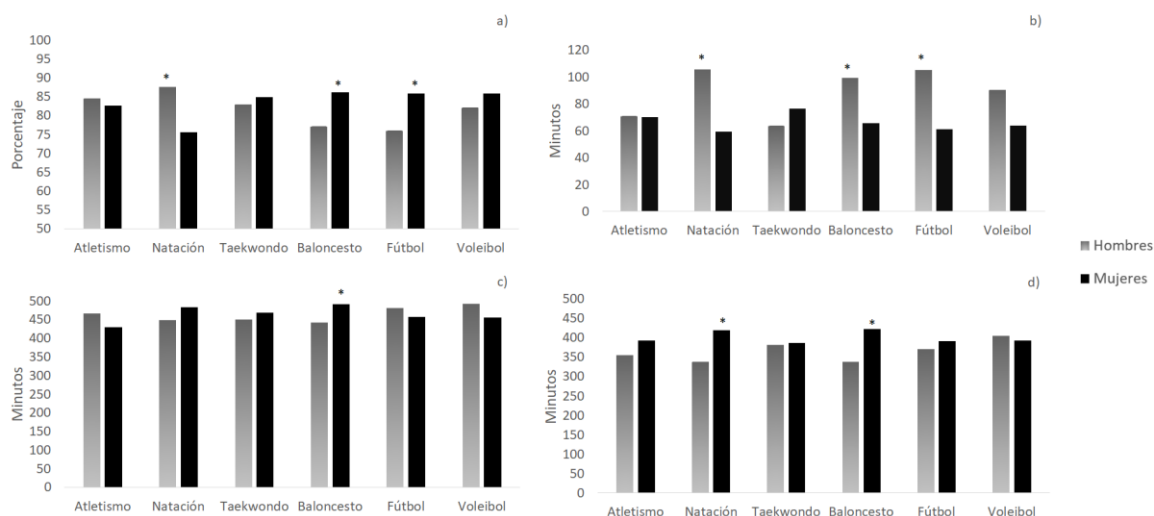 a)
Porcentaje
100
95
90
85
80
75
70
65
60
55
50
* * *
Atletismo Natación Taekwondo Baloncesto Fútbol Voleibol
b)
Minutos
120
100
80
60
40
20
0
* * *
Atletismo Natación Taekwondo Baloncesto Fútbol Voleibol
Hombres
Mujeres
c)
Minutos
500
450
400
350
300
250
200
150
100
50
0
*
Atletismo Natación Taekwondo Baloncesto Fútbol Voleibol
d)
Minutos
500
450
400
350
300
250
200
150
100
50
0
* *
Atletismo Natación Taekwondo Baloncesto Fútbol Voleibol